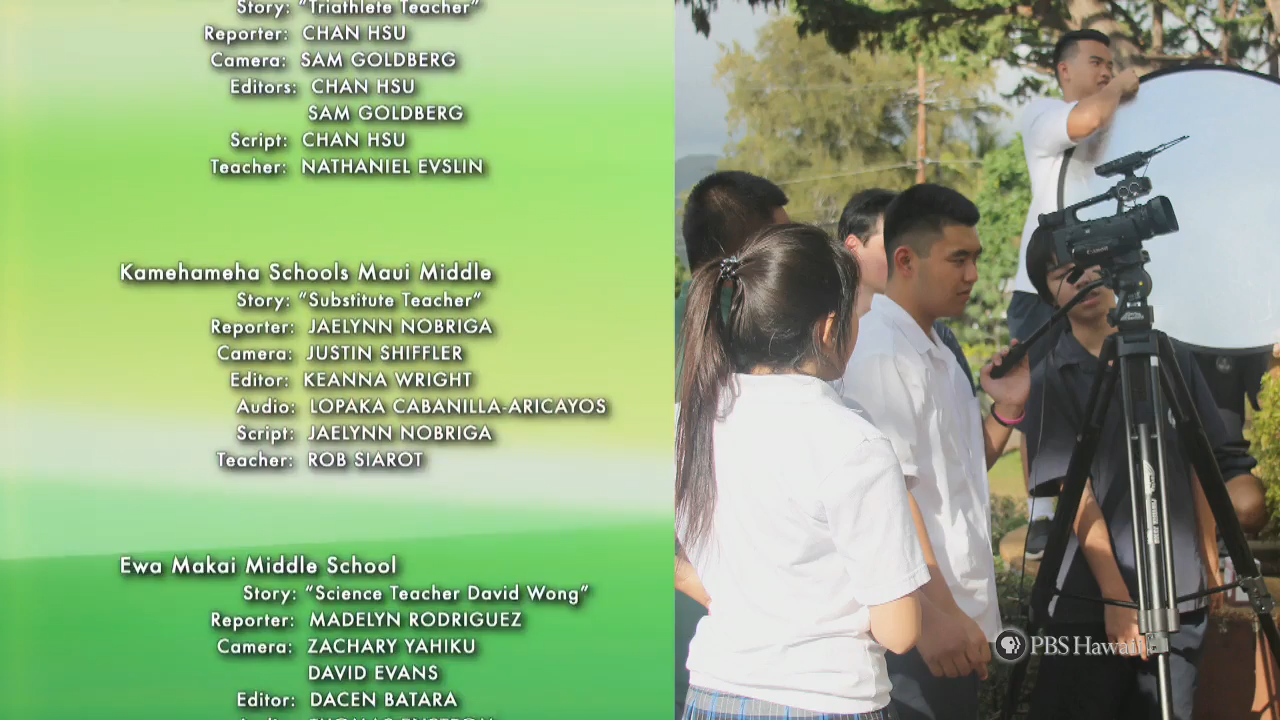 Story: “Triathlete Teacher”
Reporter: CHAN HSU
Camera: SAM GOLDBERG
Editors: CHAN HSU
SAM GOLDBERG
Script: CHAN HSU
Teacher: NATHANIEL EVSLIN
Kamehameha Schools Maui Middle
Story: “Substitute Teacher”
Reporter: JAELYNN NOBRIGA
Camera: JUSTIN SHIFFLER
Editor: KEANNA WRIGHT
Audio: LOPAKA CABANILLA-ARICAYOS
Script: JAELYNN NOBRIGA
Teacher: ROB SIAROT
Ewa Makai Middle School
Story: “Science Teacher David Wong”
Reporter: MADELYN RODRIGUEZ
Camera: ZACHARY YAHIKU
DAVID EVANS
Editor: DACEN BATARA
PBS Hawaii